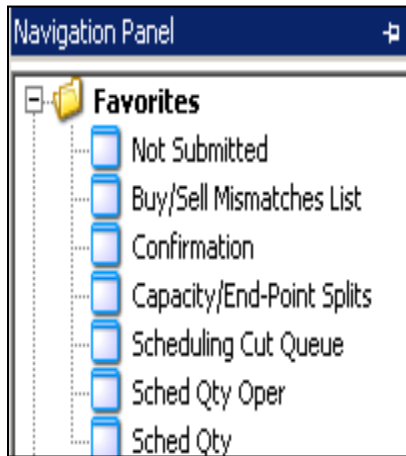 Navigation Panel
Favorites
Not Submitted
Buy/Sell Mismatches List
Confirmation
Capacity/End-Point Splits
Scheduling Cut Queue
Sched Qty Oper
Sched Qty